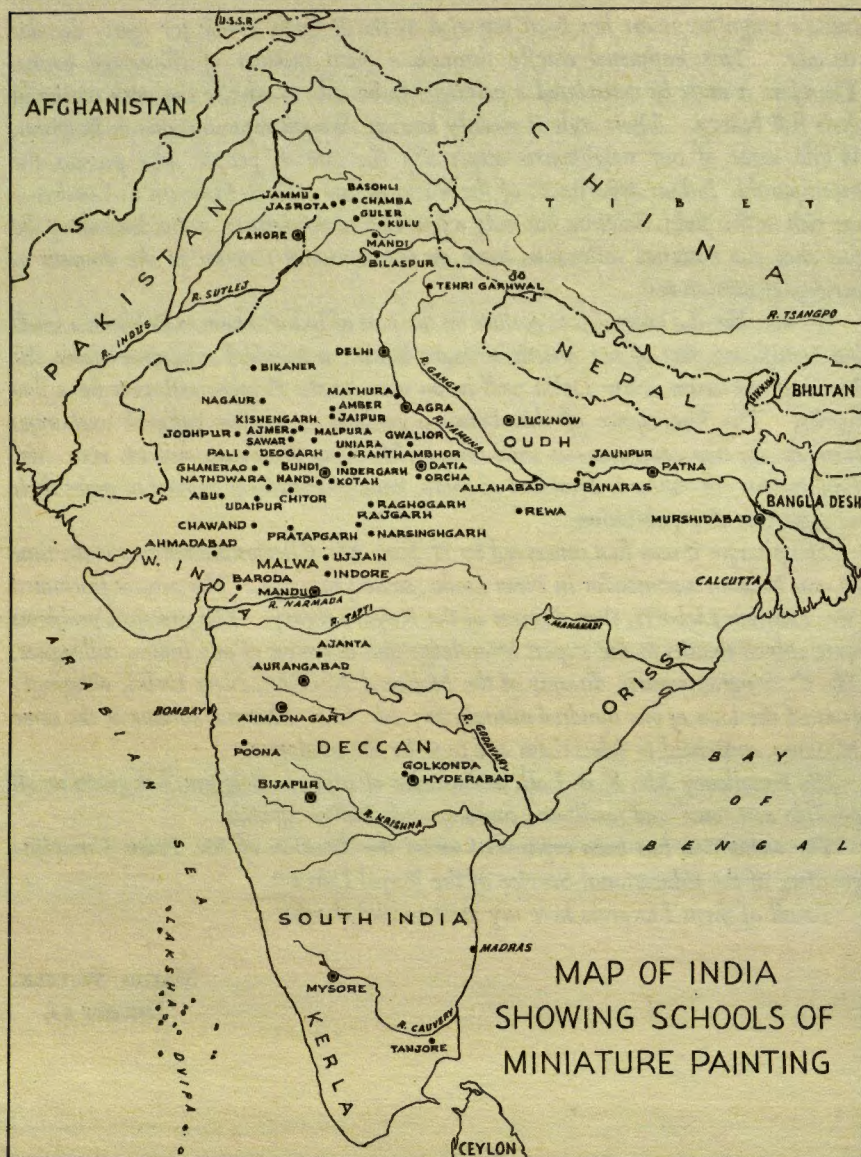 U.S.S.R
AFGHANISTAN
CHINA
TIBET
PAKISTAN
BASOHLI
JAMMU
JASROTA
CHAMBA
GULER
KULU
LAHORE
MANDI
BILASPUR
TEHRI GARHWAL
R. SUTLEJ
R. INDUS
R. TSANGPO
NEPAL
SIKKIM
BHUTAN
DELHI
R. GANGA
BIKANER
MATHURA
NAGAUR
AMBER
AGRA
KISHENGARH
JAIPUR
R. YAMUNA
LUCKNOW
OUDH
JODHPUR
AJMER
MALPURA
SAWAR
UNIARA
GWALIOR
PALI
DEOGARH
RANTHAMBHOR
JAUNPUR
GHANERAO
BUNDI
INDERGARH
DATIA
PATNA
NATHDWARA
NANDI
KOTAH
ORCHA
ALLAHABAD
BANARAS
ABU
UDAIPUR
CHITOR
RAGHOGARH
REWA
BANGLA DESH
CHAWAND
RAJGARH
MURSHIDABAD
PRATAPGARH
NARSINGHGARH
AHMADABAD
W. INDIA
MALWA
UJJAIN
BARODA
INDORE
CALCUTTA
MANDU
R. NARMADA
R. TAPTI
R. MAHANADI
AJANTA
AURANGABAD
ORISSA
ARABIAN SEA
BOMBAY
AHMADNAGAR
R. GODAVARY
POONA
DECCAN
GOLKONDA
HYDERABAD
BIJAPUR
R. KRISHNA
BAY
OF
BENGAL
SOUTH INDIA
LAKSHA DVIPA
MADRAS
MYSORE
KERLA
R. CAUVERY
TANJORE
CEYLON
MAP OF INDIA
SHOWING SCHOOLS OF
MINIATURE PAINTING